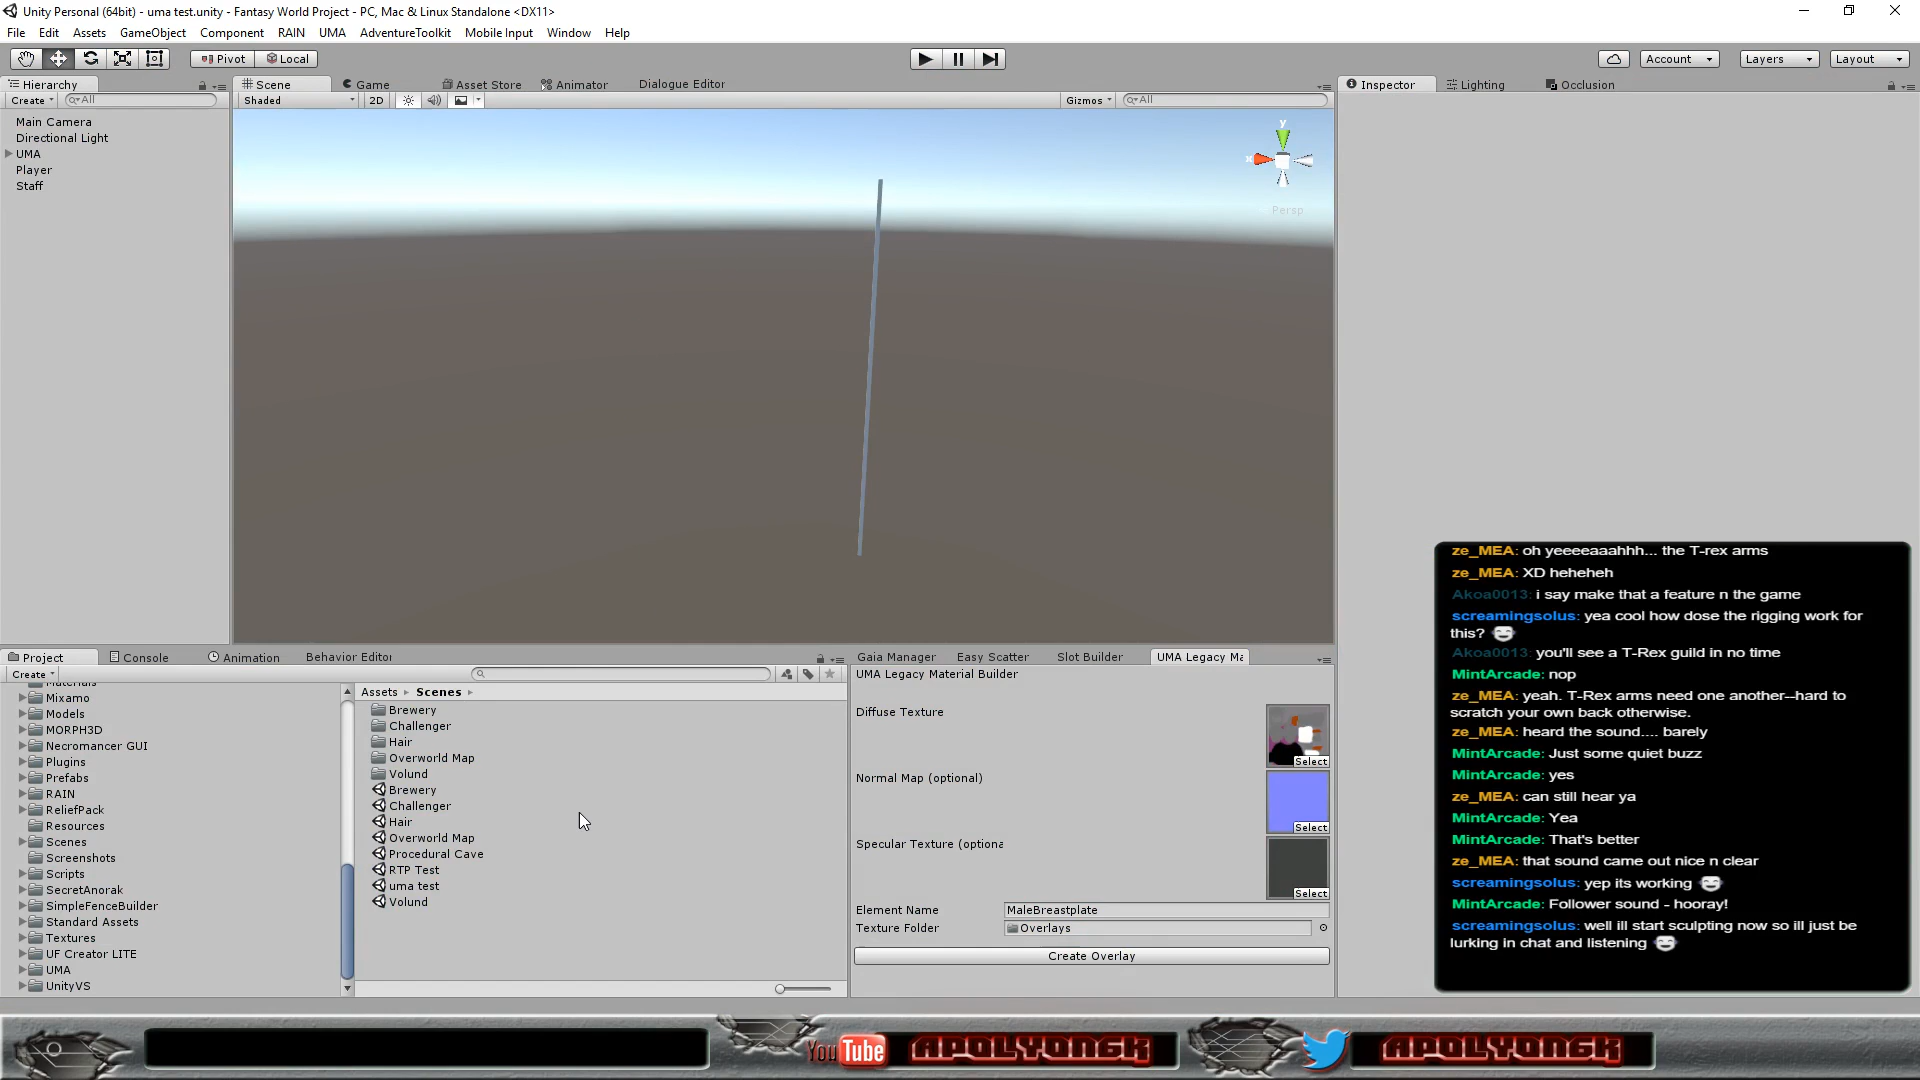 Unity Personal (64bit) - uma test.unity - Fantasy World Project - PC, Mac & Linux Standalone <DX11>
File Edit Assets GameObject Component RAIN UMA AdventureToolkit Mobile Input Window Help
Pivot Local Account Layers Layout
Hierarchy Scene Game Asset Store Animator Dialogue Editor Inspector Lighting Occlusion
Create All Shaded 2D Gizmos All
Main Camera
Directional Light
UMA
Player
Staff
y
x
Persp
Project Console Animation Behavior Editor Gaia Manager Easy Scatter Slot Builder UMA Legacy Ma
Create
Materials
Mixamo
Models
MORPH3D
Necromancer GUI
Plugins
Prefabs
RAIN
ReliefPack
Resources
Scenes
Screenshots
Scripts
SecretAnorak
SimpleFenceBuilder
Standard Assets
Textures
UF Creator LITE
UMA
UnityVS
Assets Scenes
Brewery
Challenger
Hair
Overworld Map
Volund
Brewery
Challenger
Hair
Overworld Map
Procedural Cave
RTP Test
uma test
Volund
UMA Legacy Material Builder
Diffuse Texture
Select
Normal Map (optional)
Select
Specular Texture (optiona
Select
Element Name MaleBreastplate
Texture Folder Overlays
Create Overlay
ze_MEA: oh yeeeeaaahhh... the T-rex arms
ze_MEA: XD heheheh
Akoa0013: i say make that a feature n the game
screamingsolus: yea cool how dose the rigging work for
this?
Akoa0013: you'll see a T-Rex guild in no time
MintArcade: nop
ze_MEA: yeah. T-Rex arms need one another--hard to
scratch your own back otherwise.
ze_MEA: heard the sound.... barely
MintArcade: Just some quiet buzz
MintArcade: yes
ze_MEA: can still hear ya
MintArcade: Yea
MintArcade: That's better
ze_MEA: that sound came out nice n clear
screamingsolus: yep its working
MintArcade: Follower sound - hooray!
screamingsolus: well ill start sculpting now so ill just be
lurking in chat and listening
YouTube APOLYONGK APOLYONGK